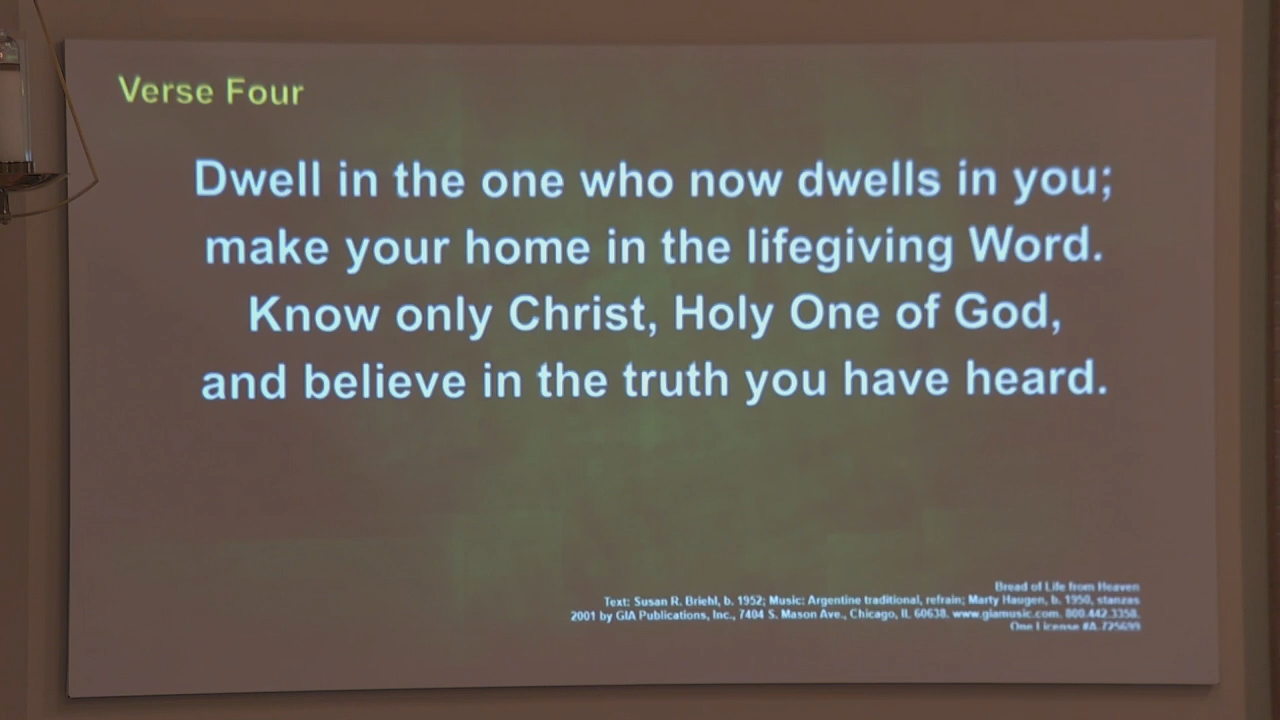 Verse Four
Dwell in the one who now dwells in you;
make your home in the lifegiving Word.
Know only Christ, Holy One of God,
and believe in the truth you have heard.
Bread of Life from Heaven
Text: Susan R. Briehl, b. 1952; Music: Argentine traditional, refrain; Marty Haugen, b. 1950, stanzas
2001 by GIA Publications, Inc., 7404 S. Mason Ave., Chicago, IL 60638. www.giamusic.com. 800.442.3358.
One License #A-725699